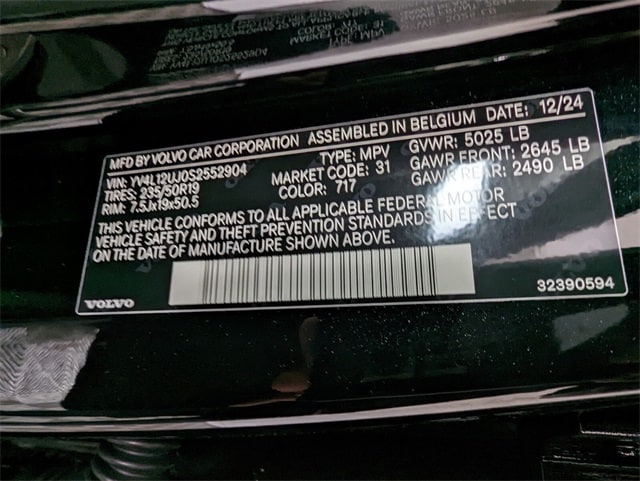 MFD BY VOLVO CAR CORPORATION ASSEMBLED IN BELGIUM DATE: 12/24
VIN: YV4L12UJ0S2552904 TYPE: MPV GVWR: 5025 LB
TIRES: 235/50R19 MARKET CODE: 31 GAWR FRONT: 2645 LB
RIM: 7.5Jx19x50.5 COLOR: 717 GAWR REAR: 2490 LB
THIS VEHICLE CONFORMS TO ALL APPLICABLE FEDERAL MOTOR
VEHICLE SAFETY AND THEFT PREVENTION STANDARDS IN EFFECT
ON THE DATE OF MANUFACTURE SHOWN ABOVE.
VOLVO 32390594